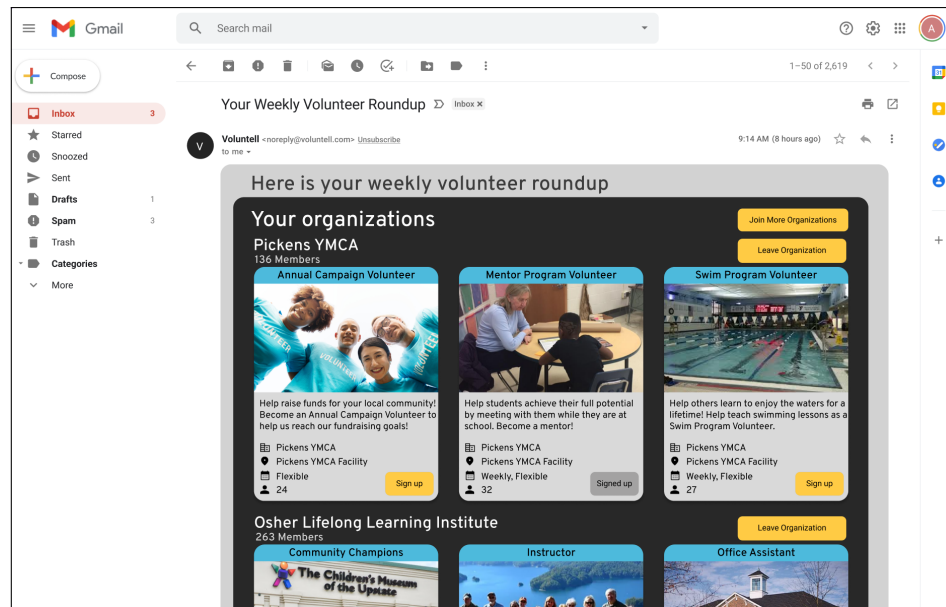 Gmail
Search mail
A
Compose
1–50 of 2,619
31
Your Weekly Volunteer Roundup
Inbox x
Inbox 3
Starred
Snoozed
Sent
Drafts 1
Spam 3
Trash
Categories
More
V
Voluntell <noreply@voluntell.com> Unsubscribe
9:14 AM (8 hours ago)
to me
Here is your weekly volunteer roundup
Your organizations
Join More Organizations
Pickens YMCA
136 Members
Leave Organization
Annual Campaign Volunteer
VOLUNTEER
VOLUNTEER
VOLUNTEER
Help raise funds for your local community!
Become an Annual Campaign Volunteer to
help us reach our fundraising goals!
Pickens YMCA
Pickens YMCA Facility
Flexible
24
Sign up
Mentor Program Volunteer
Help students achieve their full potential
by meeting with them while they are at
school. Become a mentor!
Pickens YMCA
Pickens YMCA Facility
Weekly, Flexible
32
Signed up
Swim Program Volunteer
Help others learn to enjoy the waters for a
lifetime! Help teach swimming lessons as a
Swim Program Volunteer.
Pickens YMCA
Pickens YMCA Facility
Weekly, Flexible
27
Sign up
Osher Lifelong Learning Institute
263 Members
Leave Organization
Community Champions
The Children's Museum
of the Upstate
Instructor
Office Assistant